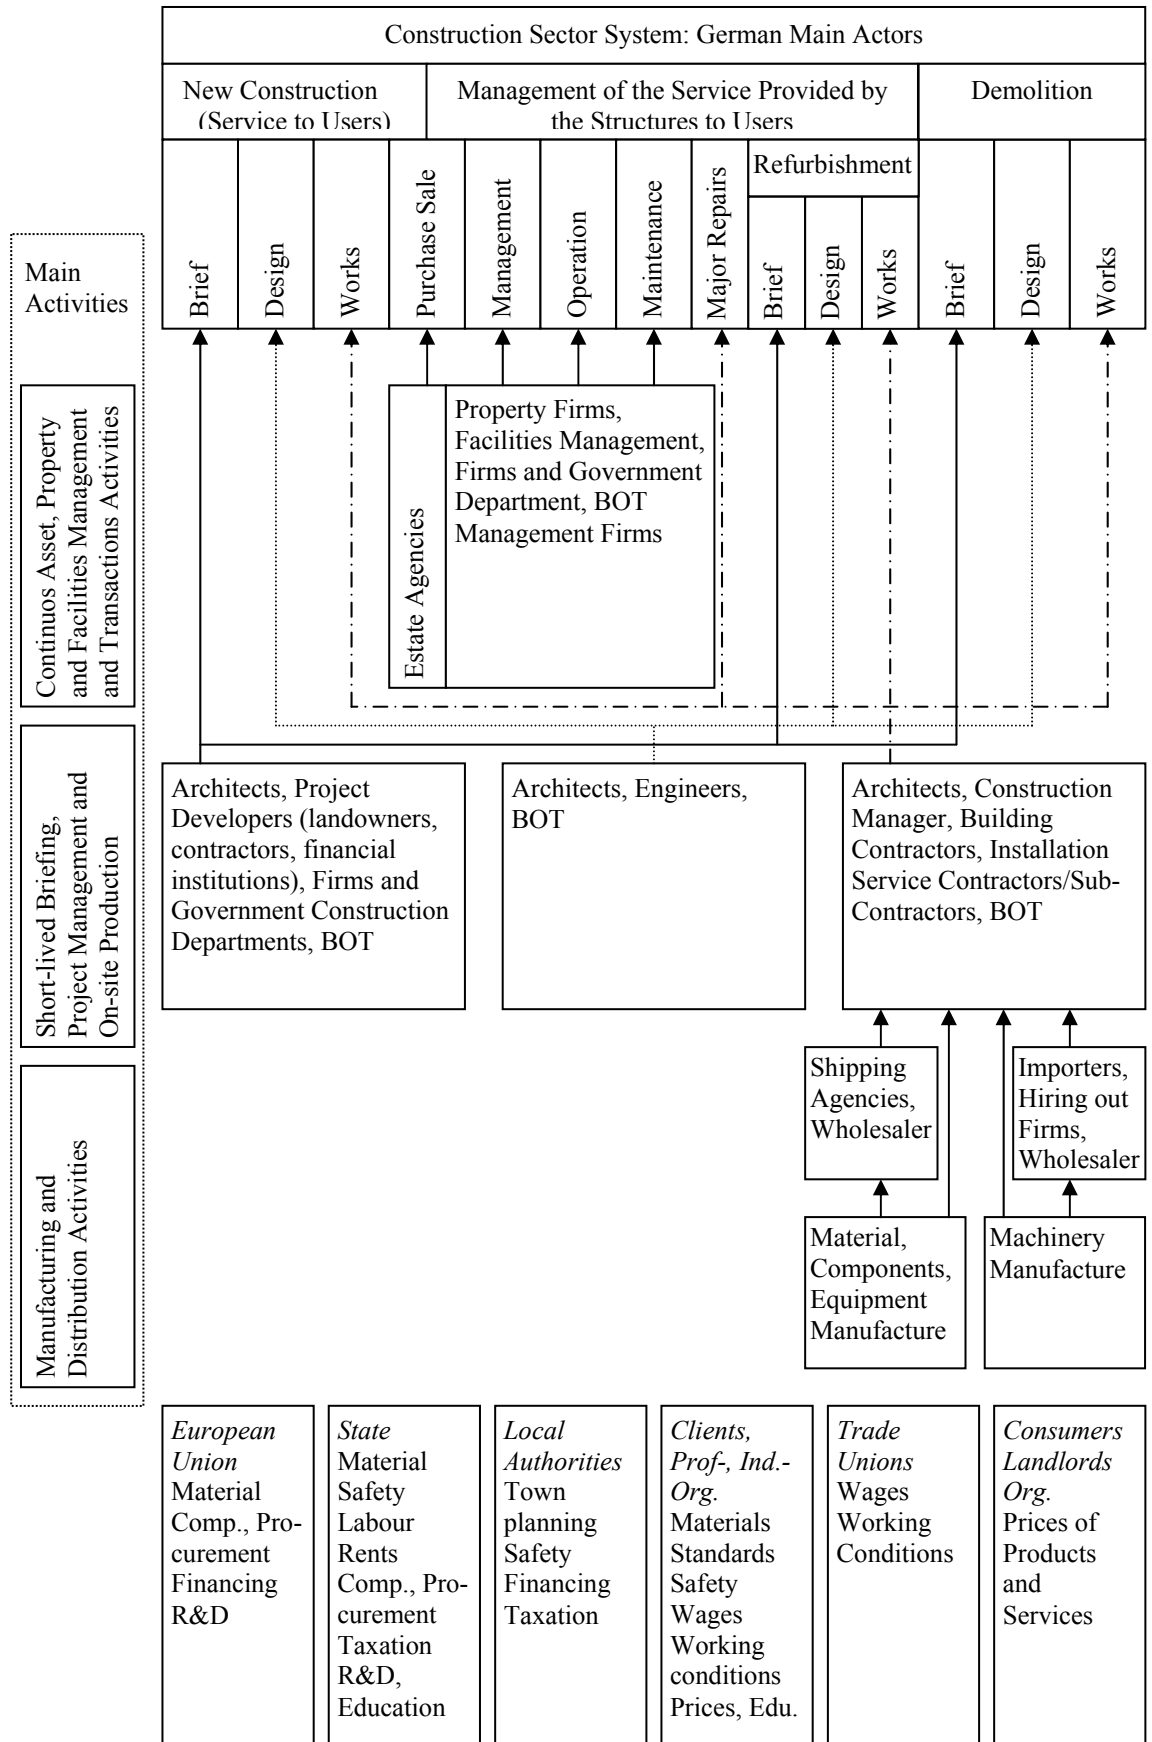 Construction Sector System: German Main Actors
New Construction
(Service to Users)
Management of the Service Provided by
the Structures to Users
Demolition
Brief
Design
Works
Purchase Sale
Management
Operation
Maintenance
Major Repairs
Refurbishment
Brief
Design
Works
Brief
Design
Works
Main
Activities
Continuos Asset, Property
and Facilities Management
and Transactions Activities
Estate Agencies
Property Firms,
Facilities Management,
Firms and Government
Department, BOT
Management Firms
Short-lived Briefing,
Project Management and
On-site Production
Architects, Project
Developers (landowners,
contractors, financial
institutions), Firms and
Government Construction
Departments, BOT
Architects, Engineers,
BOT
Architects, Construction
Manager, Building
Contractors, Installation
Service Contractors/Sub-
Contractors, BOT
Manufacturing and
Distribution Activities
Shipping
Agencies,
Wholesaler
Importers,
Hiring out
Firms,
Wholesaler
Material,
Components,
Equipment
Manufacture
Machinery
Manufacture
European
Union
Material
Comp., Pro-
curement
Financing
R&D
State
Material
Safety
Labour
Rents
Comp., Pro-
curement
Taxation
R&D,
Education
Local
Authorities
Town
planning
Safety
Financing
Taxation
Clients,
Prof-, Ind.-
Org.
Materials
Standards
Safety
Wages
Working
conditions
Prices, Edu.
Trade
Unions
Wages
Working
Conditions
Consumers
Landlords
Org.
Prices of
Products
and
Services